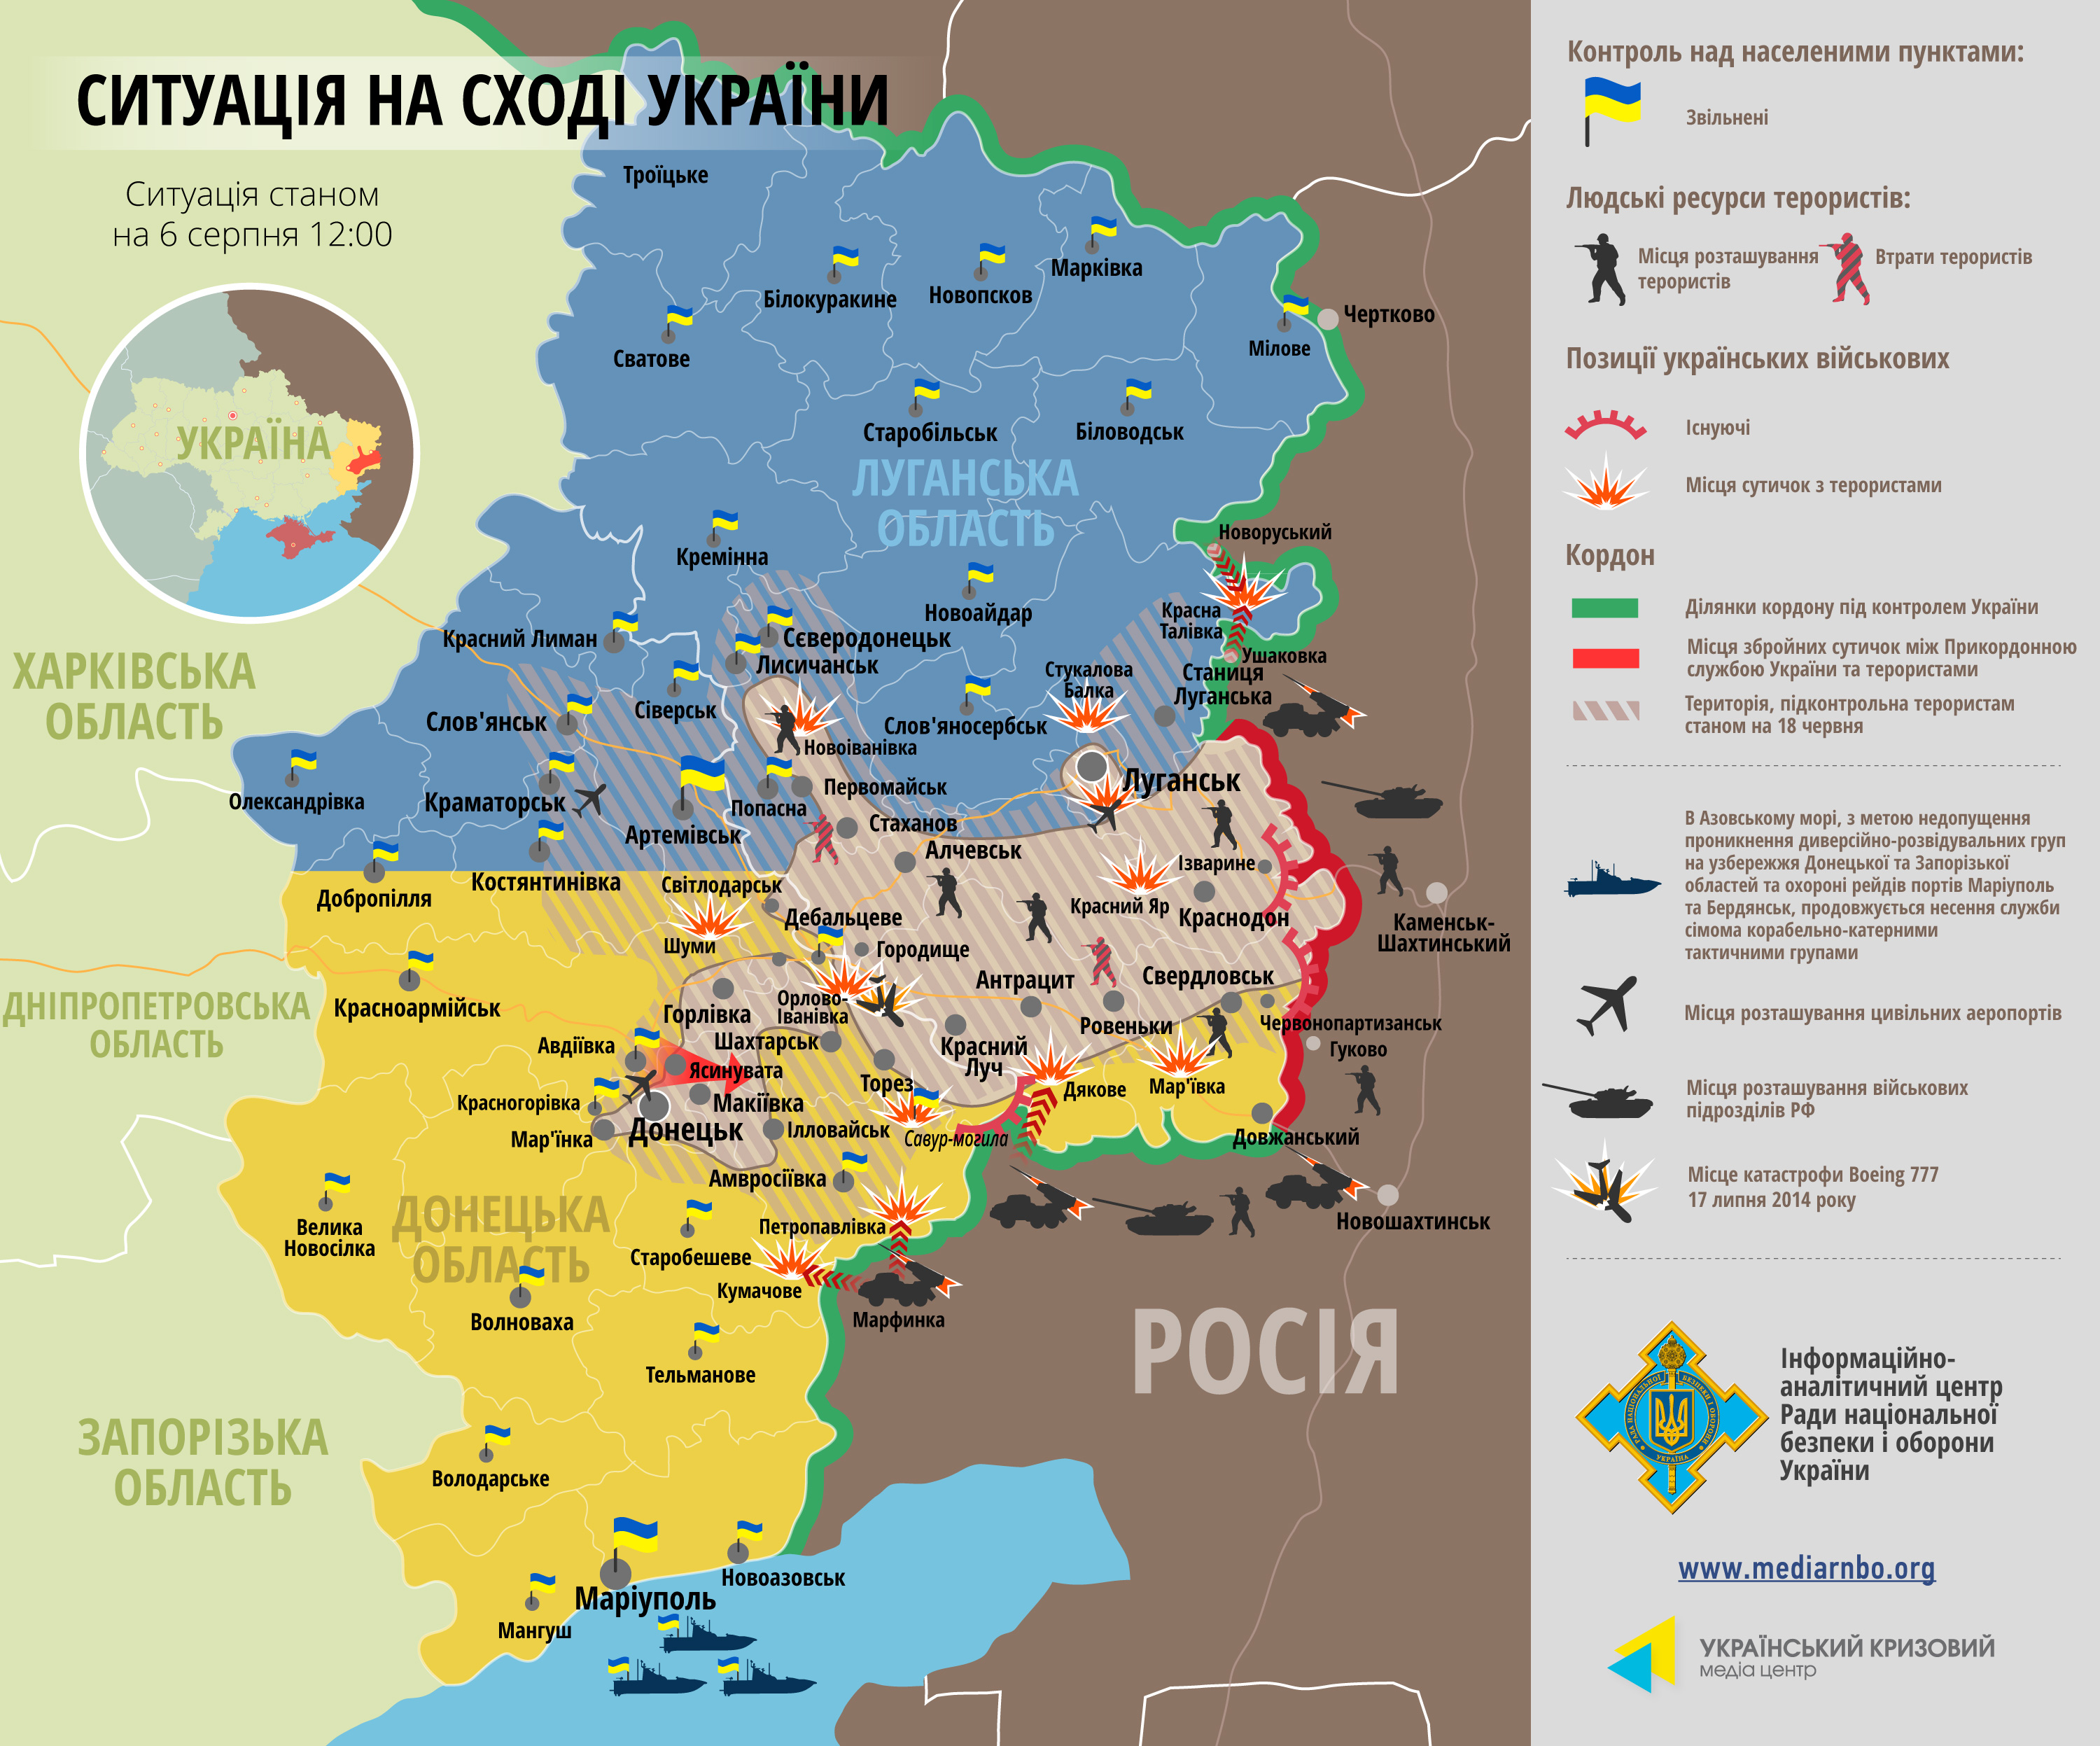 СИТУАЦІЯ НА СХОДІ УКРАЇНИ
Ситуація станом
на 6 серпня 12:00
УКРАЇНА
Троїцьке
Білокуракине
Новопсков
Марківка
Сватове
Мілове
Чертково
Старобільськ
Біловодськ
ЛУГАНСЬКА
ОБЛАСТЬ
Кремінна
Новоруський
Новоайдар
Красна
Талівка
Красний Лиман
Сєверодонецьк
Лисичанськ
Ушаковка
Стукалова
Балка
Станиця
Луганська
ХАРКІВСЬКА
ОБЛАСТЬ
Сіверськ
Слов'янськ
Слов'яносербськ
Новоіванівка
Олександрівка
Краматорськ
Луганськ
Первомайськ
Попасна
Артемівськ
Стаханов
Алчевськ
Ізварине
Костянтинівка
Світлодарськ
Добропілля
Красний Яр
Краснодон
Дебальцеве
Каменськ-
Шахтинський
Шуми
Городище
Антрацит
Свердловськ
ДНІПРОПЕТРОВСЬКА
ОБЛАСТЬ
Красноармійськ
Горлівка
Орлово-
Іванівка
Ровеньки
Червонопартизанськ
Авдіївка
Шахтарськ
Красний
Луч
Гуково
Ясинувата
Торез
Дякове
Мар'ївка
Красногорівка
Макіївка
Мар'їнка
Донецьк
Ілловайськ
Савур-могила
Довжанський
Амвросіївка
ДОНЕЦЬКА
ОБЛАСТЬ
Велика
Новосілка
Петропавлівка
Новошахтинськ
Старобешеве
Кумачове
Волноваха
Марфинка
РОСІЯ
Тельманове
ЗАПОРІЗЬКА
ОБЛАСТЬ
Володарське
Новоазовськ
Маріуполь
Мангуш
Контроль над населеними пунктами:
Звільнені
Людські ресурси терористів:
Місця розташування
терористів
Втрати терористів
Позиції українських військових
Існуючі
Місця сутичок з терористами
Кордон
Ділянки кордону під контролем України
Місця збройних сутичок між Прикордонною
службою України та терористами
Територія, підконтрольна терористам
станом на 18 червня
В Азовському морі, з метою недопущення
проникнення диверсійно-розвідувальних груп
на узбережжя Донецької та Запорізької
областей та охороні рейдів портів Маріуполь
та Бердянськ, продовжується несення служби
сімома корабельно-катерними
тактичними групами
Місця розташування цивільних аеропортів
Місця розташування військових
підрозділів РФ
Місце катастрофи Boeing 777
17 липня 2014 року
РАДА НАЦІОНАЛЬНОЇ БЕЗПЕКИ І ОБОРОНИ
УКРАЇНА
Інформаційно-
аналітичний центр
Ради національної
безпеки і оборони
України
www.mediarnbo.org
УКРАЇНСЬКИЙ КРИЗОВИЙ
медіа центр